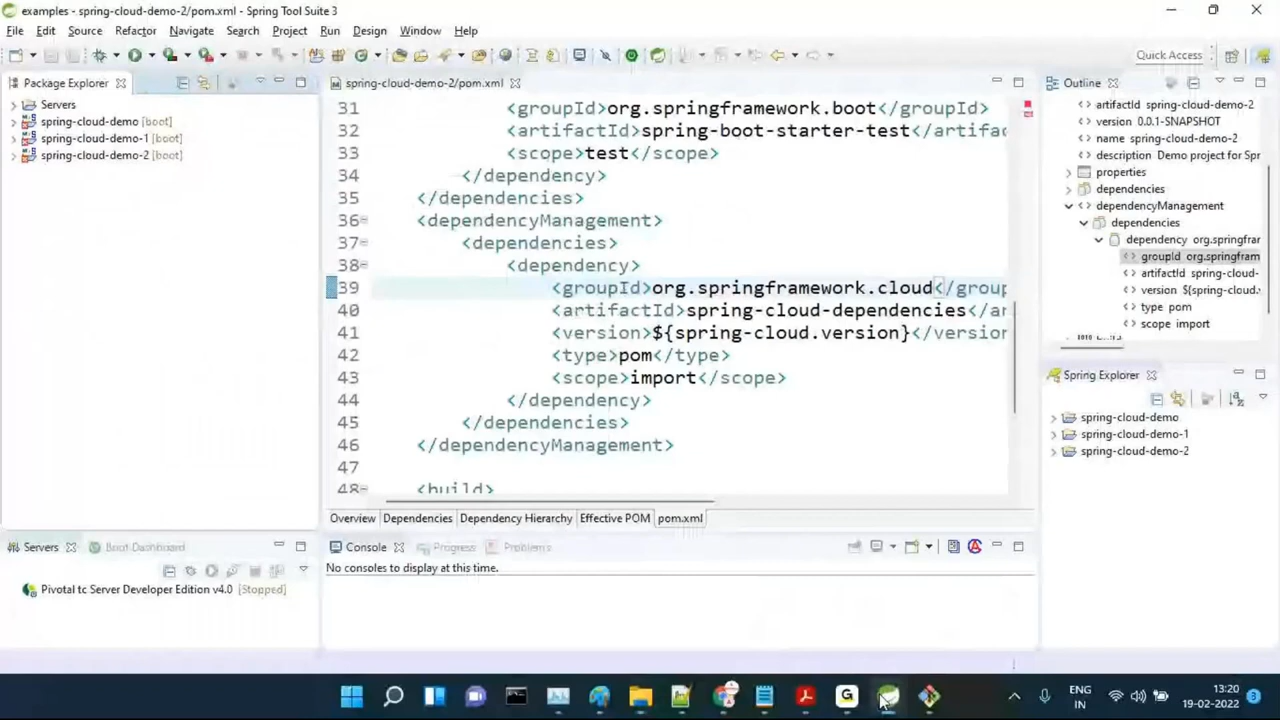 examples - spring-cloud-demo-2/pom.xml - Spring Tool Suite 3
File Edit Source Refactor Navigate Search Project Run Design Window Help
Quick Access
Package Explorer
Servers
spring-cloud-demo [boot]
spring-cloud-demo-1 [boot]
spring-cloud-demo-2 [boot]
spring-cloud-demo-2/pom.xml
31 <groupId>org.springframework.boot</groupId>
32 <artifactId>spring-boot-starter-test</artifac
33 <scope>test</scope>
34 </dependency>
35 </dependencies>
36 <dependencyManagement>
37 <dependencies>
38 <dependency>
39 <groupId>org.springframework.cloud</group
40 <artifactId>spring-cloud-dependencies</ar
41 <version>${spring-cloud.version}</version
42 <type>pom</type>
43 <scope>import</scope>
44 </dependency>
45 </dependencies>
46 </dependencyManagement>
47
48 <build>
Overview Dependencies Dependency Hierarchy Effective POM pom.xml
Outline
artifactId spring-cloud-demo-2
version 0.0.1-SNAPSHOT
name spring-cloud-demo-2
description Demo project for Spr
properties
dependencies
dependencyManagement
dependencies
dependency org.springfran
groupId org.springfram
artifactId spring-cloud-
version ${spring-cloud.v
type pom
scope import
Spring Explorer
spring-cloud-demo
spring-cloud-demo-1
spring-cloud-demo-2
Servers Boot Dashboard
Pivotal tc Server Developer Edition v4.0 [Stopped]
Console Progress Problems
No consoles to display at this time.
ENG
IN
13:20
19-02-2022
3